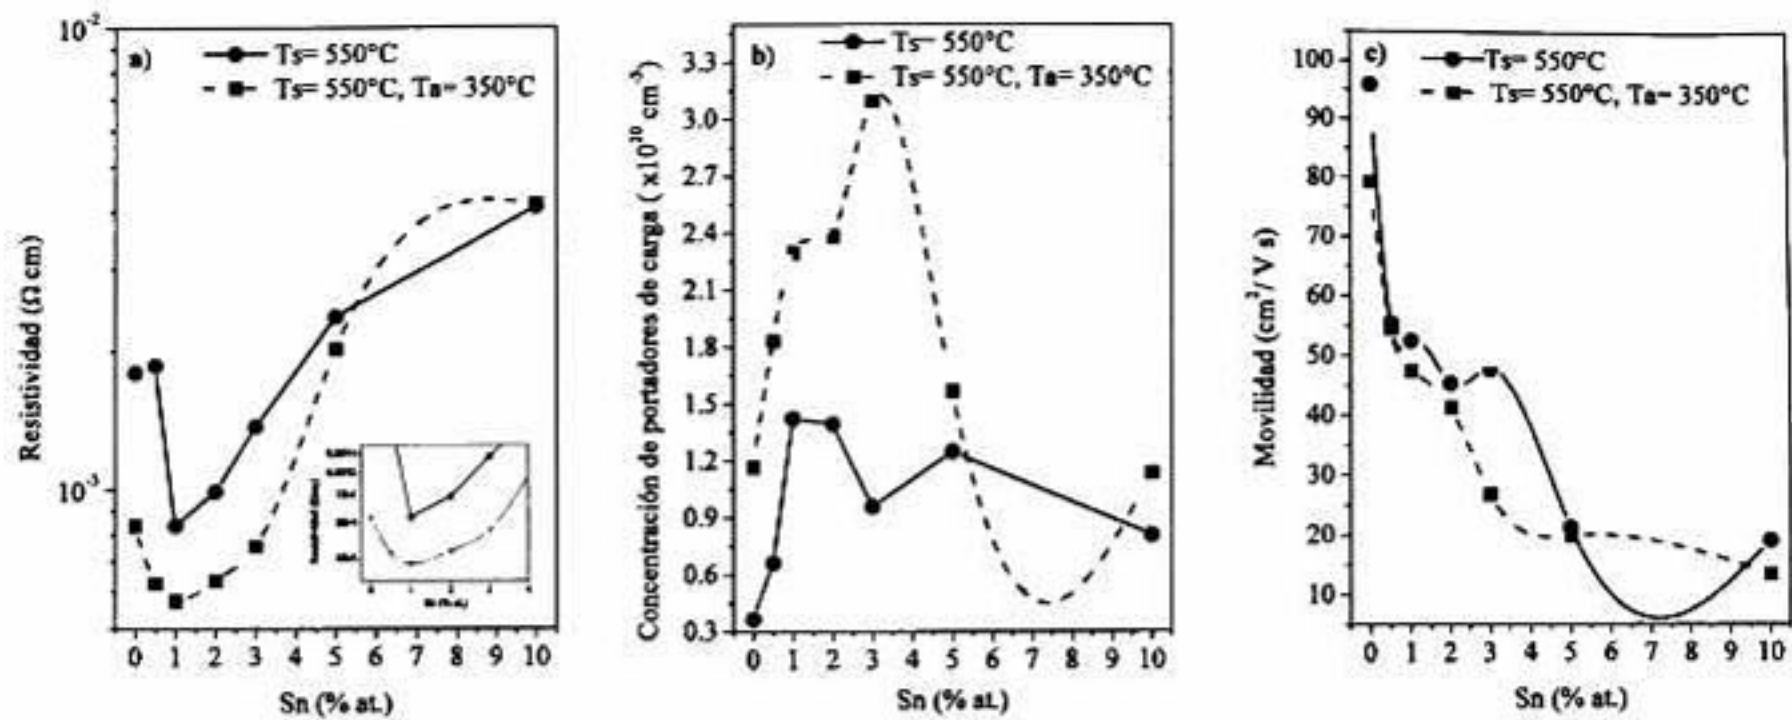 a)
Ts= 550°C
Ts= 550°C, Ta= 350°C
10⁻²
10⁻³
Resistividad (Ω cm)
0 1 2 3 4 5 6 7 8 9 10
Sn (% at.)
Sn (% at.)
b)
Ts= 550°C
Ts= 550°C, Ta= 350°C
3.3
3.0
2.7
2.4
2.1
1.8
1.5
1.2
0.9
0.6
0.3
Concentración de portadores de carga ( x10²⁰ cm⁻³)
0 1 2 3 4 5 6 7 8 9 10
Sn (% at.)
c)
Ts= 550°C
Ts= 550°C, Ta= 350°C
100
90
80
70
60
50
40
30
20
10
Movilidad (cm²/ V s)
0 1 2 3 4 5 6 7 8 9 10
Sn (% at.)